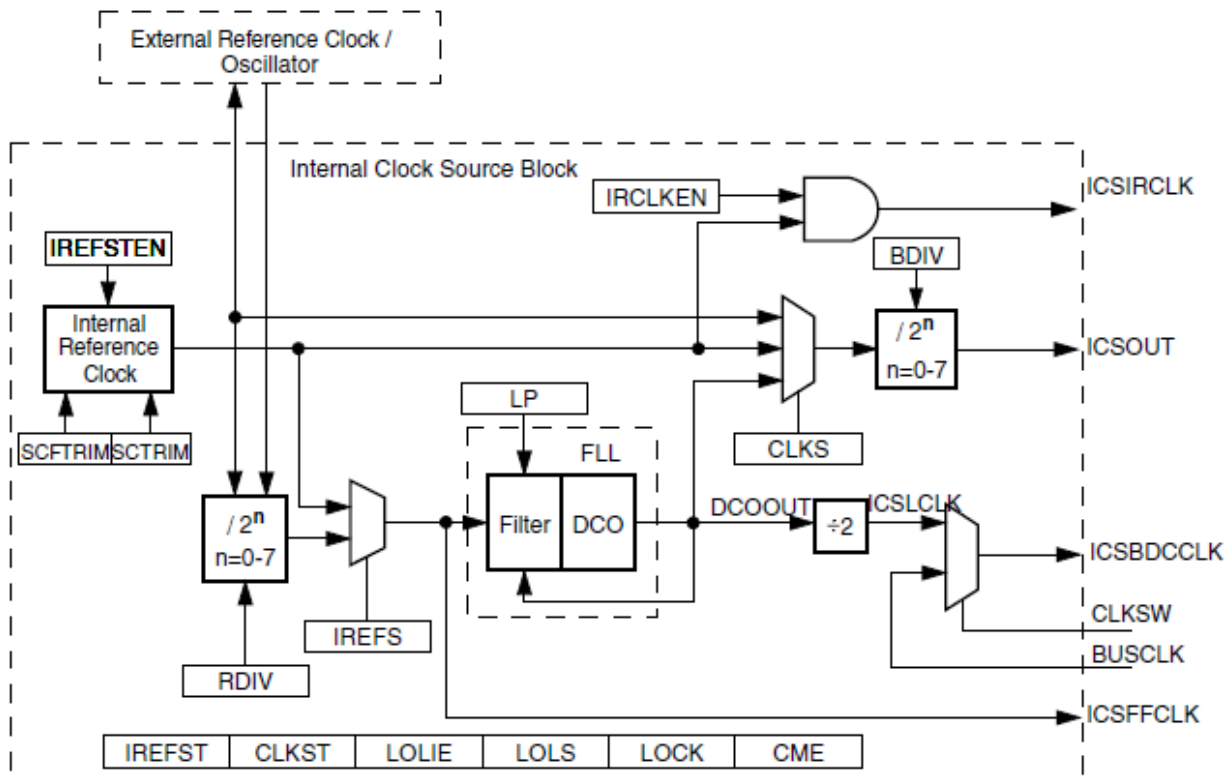 External Reference Clock /
Oscillator
Internal Clock Source Block
IRCLKEN
ICSIRCLK
IREFSTEN
BDIV
Internal
Reference
Clock
/ 2ⁿ
n=0-7
ICSOUT
LP
SCFTRIM
SCTRIM
FLL
CLKS
/ 2ⁿ
n=0-7
Filter
DCO
DCOOUT
÷2
ICSLCLK
ICSBDCCLK
IREFS
CLKSW
BUSCLK
RDIV
ICSFFCLK
IREFST
CLKST
LOLIE
LOLS
LOCK
CME